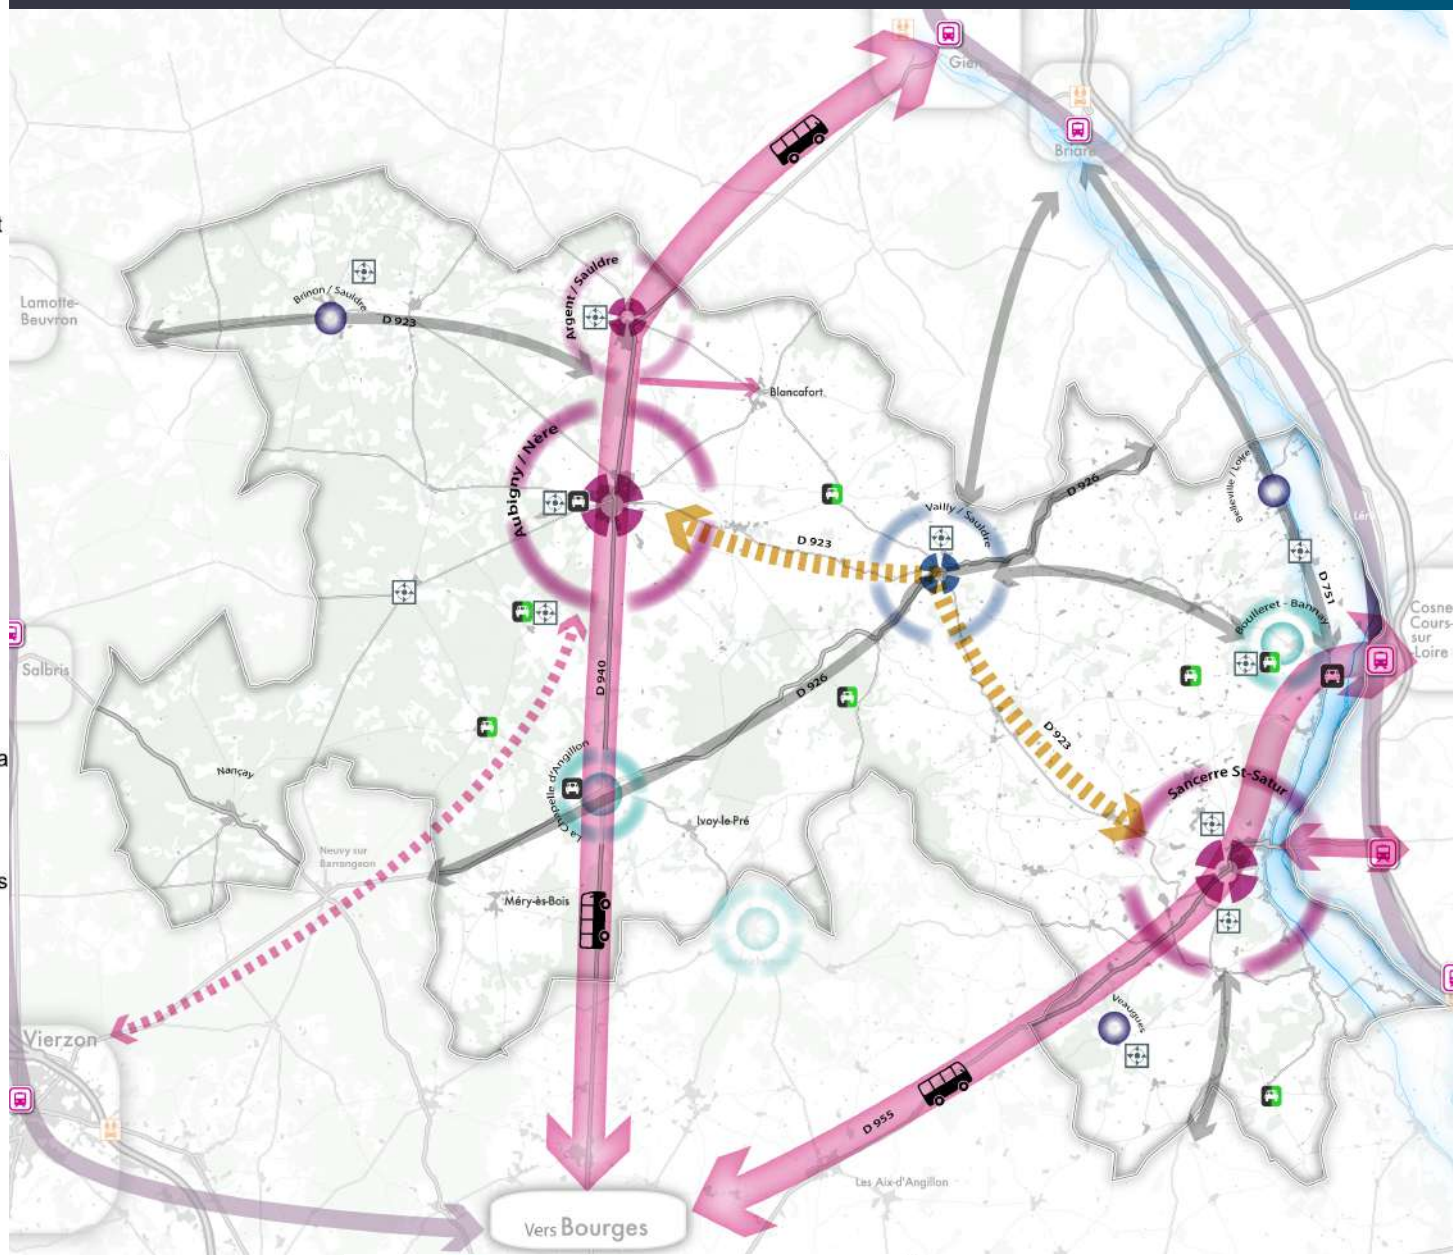 t
Gien
Briare
Lamotte-
Beuvron
Brinon / Sauldre
D 923
Argent / Sauldre
Blancafort
Aubigny / Nère
D 926
Belleville / Loire
Léré
Vailly / Sauldre
D 923
D 751
Cosne
Cours-
sur
-Loire
Boulleret - Bannay
Salbris
D 940
D 926
D 923
a
Nançay
La Chapelle d'Angillon
Sancerre St-Satur
Ivoy-le-Pré
Neuvy sur
Barrangeon
s
Méry-ès-Bois
Veaugues
Vierzon
D 955
Les Aix-d'Angillon
Vers Bourges